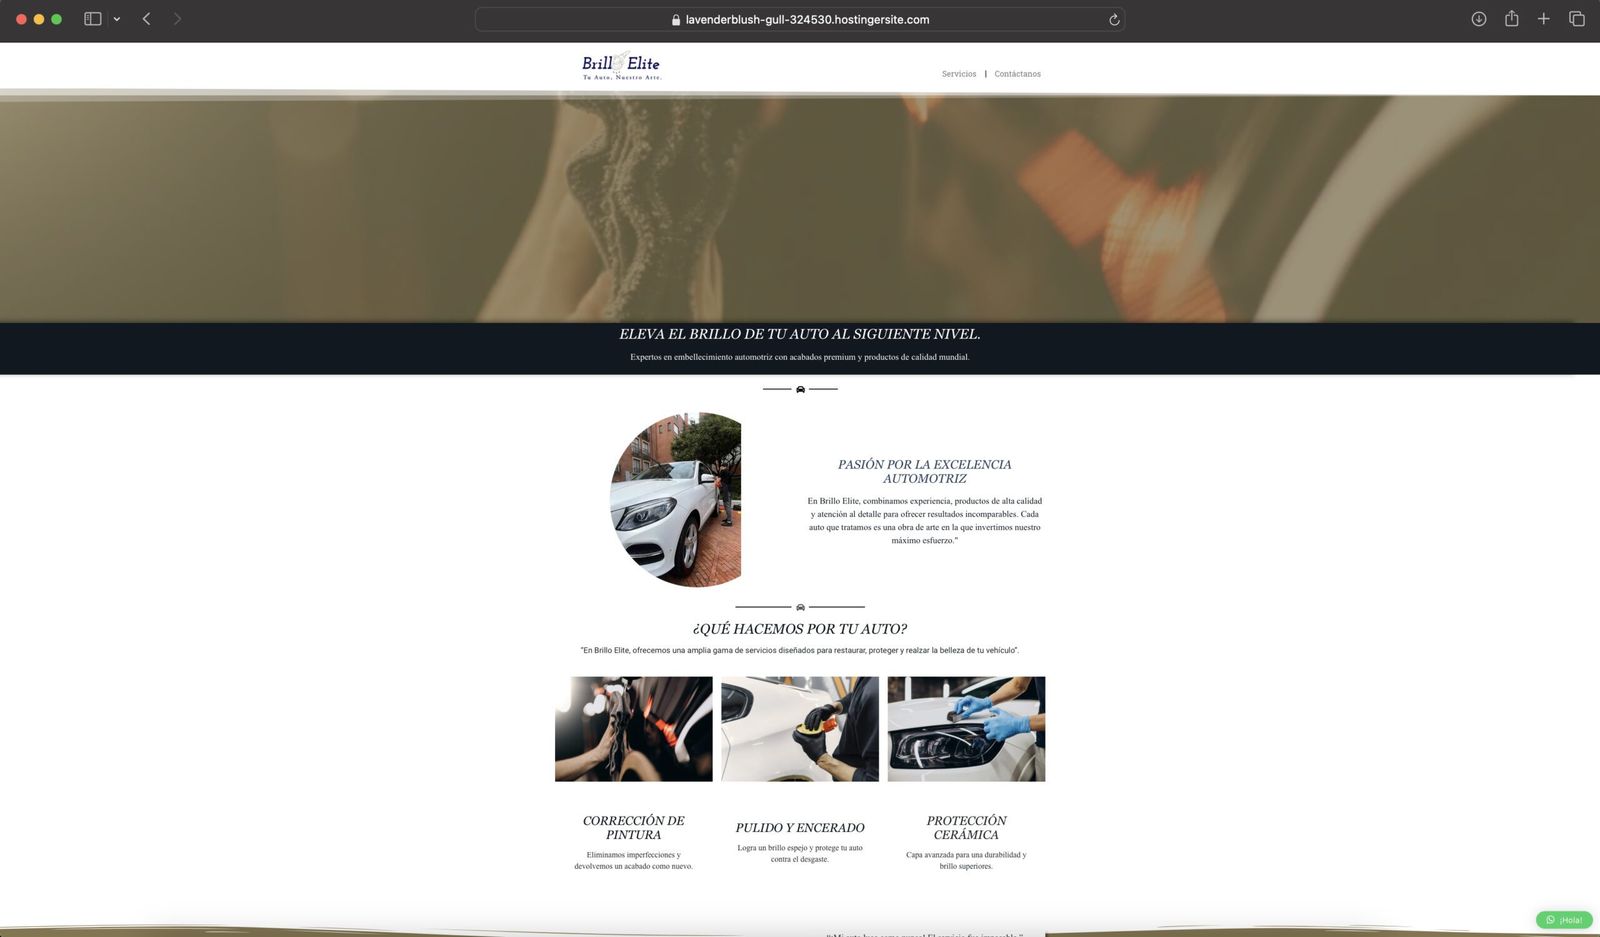 lavenderblush-gull-324530.hostingersite.com
Brillo Elite
Tu Auto, Nuestro Arte.
Servicios | Contáctanos
ELEVA EL BRILLO DE TU AUTO AL SIGUIENTE NIVEL.
Expertos en embellecimiento automotriz con acabados premium y productos de calidad mundial.
PASIÓN POR LA EXCELENCIA
AUTOMOTRIZ
En Brillo Elite, combinamos experiencia, productos de alta calidad
y atención al detalle para ofrecer resultados incomparables. Cada
auto que tratamos es una obra de arte en la que invertimos nuestro
máximo esfuerzo."
¿QUÉ HACEMOS POR TU AUTO?
"En Brillo Elite, ofrecemos una amplia gama de servicios diseñados para restaurar, proteger y realzar la belleza de tu vehículo".
CORRECCIÓN DE
PINTURA
Eliminamos imperfecciones y
devolvemos un acabado como nuevo.
PULIDO Y ENCERADO
Logra un brillo espejo y protege tu auto
contra el desgaste.
PROTECCIÓN
CERÁMICA
Capa avanzada para una durabilidad y
brillo superiores.
¡Hola!